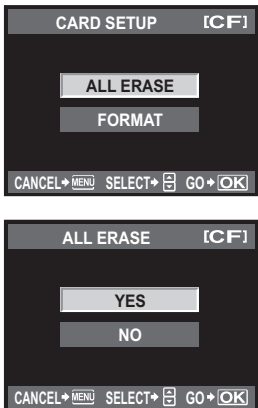 CARD SETUP [CF]
ALL ERASE
FORMAT
CANCEL MENU SELECT GO OK
ALL ERASE [CF]
YES
NO
CANCEL MENU SELECT GO OK